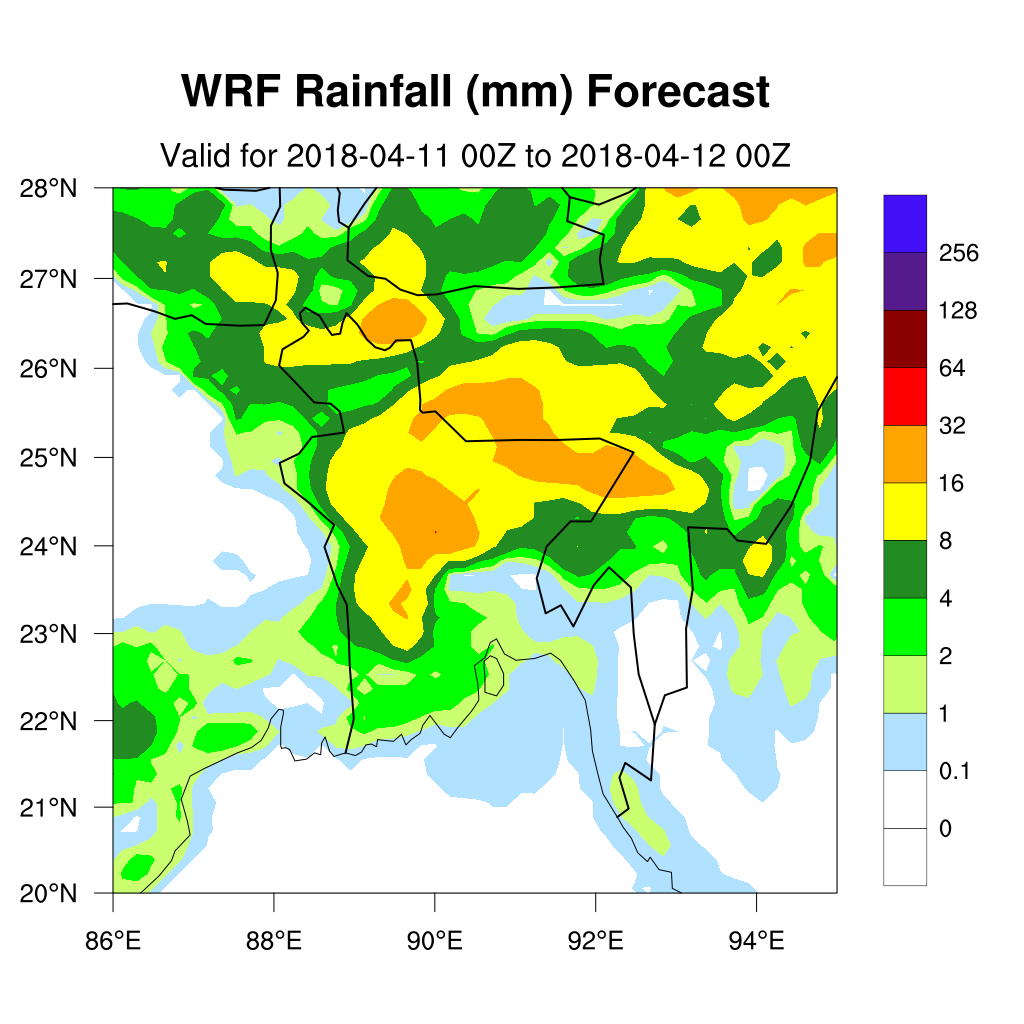 WRF Rainfall (mm) Forecast
Valid for 2018-04-11 00Z to 2018-04-12 00Z
28°N
27°N
26°N
25°N
24°N
23°N
22°N
21°N
20°N
86°E 88°E 90°E 92°E 94°E
256
128
64
32
16
8
4
2
1
0.1
0